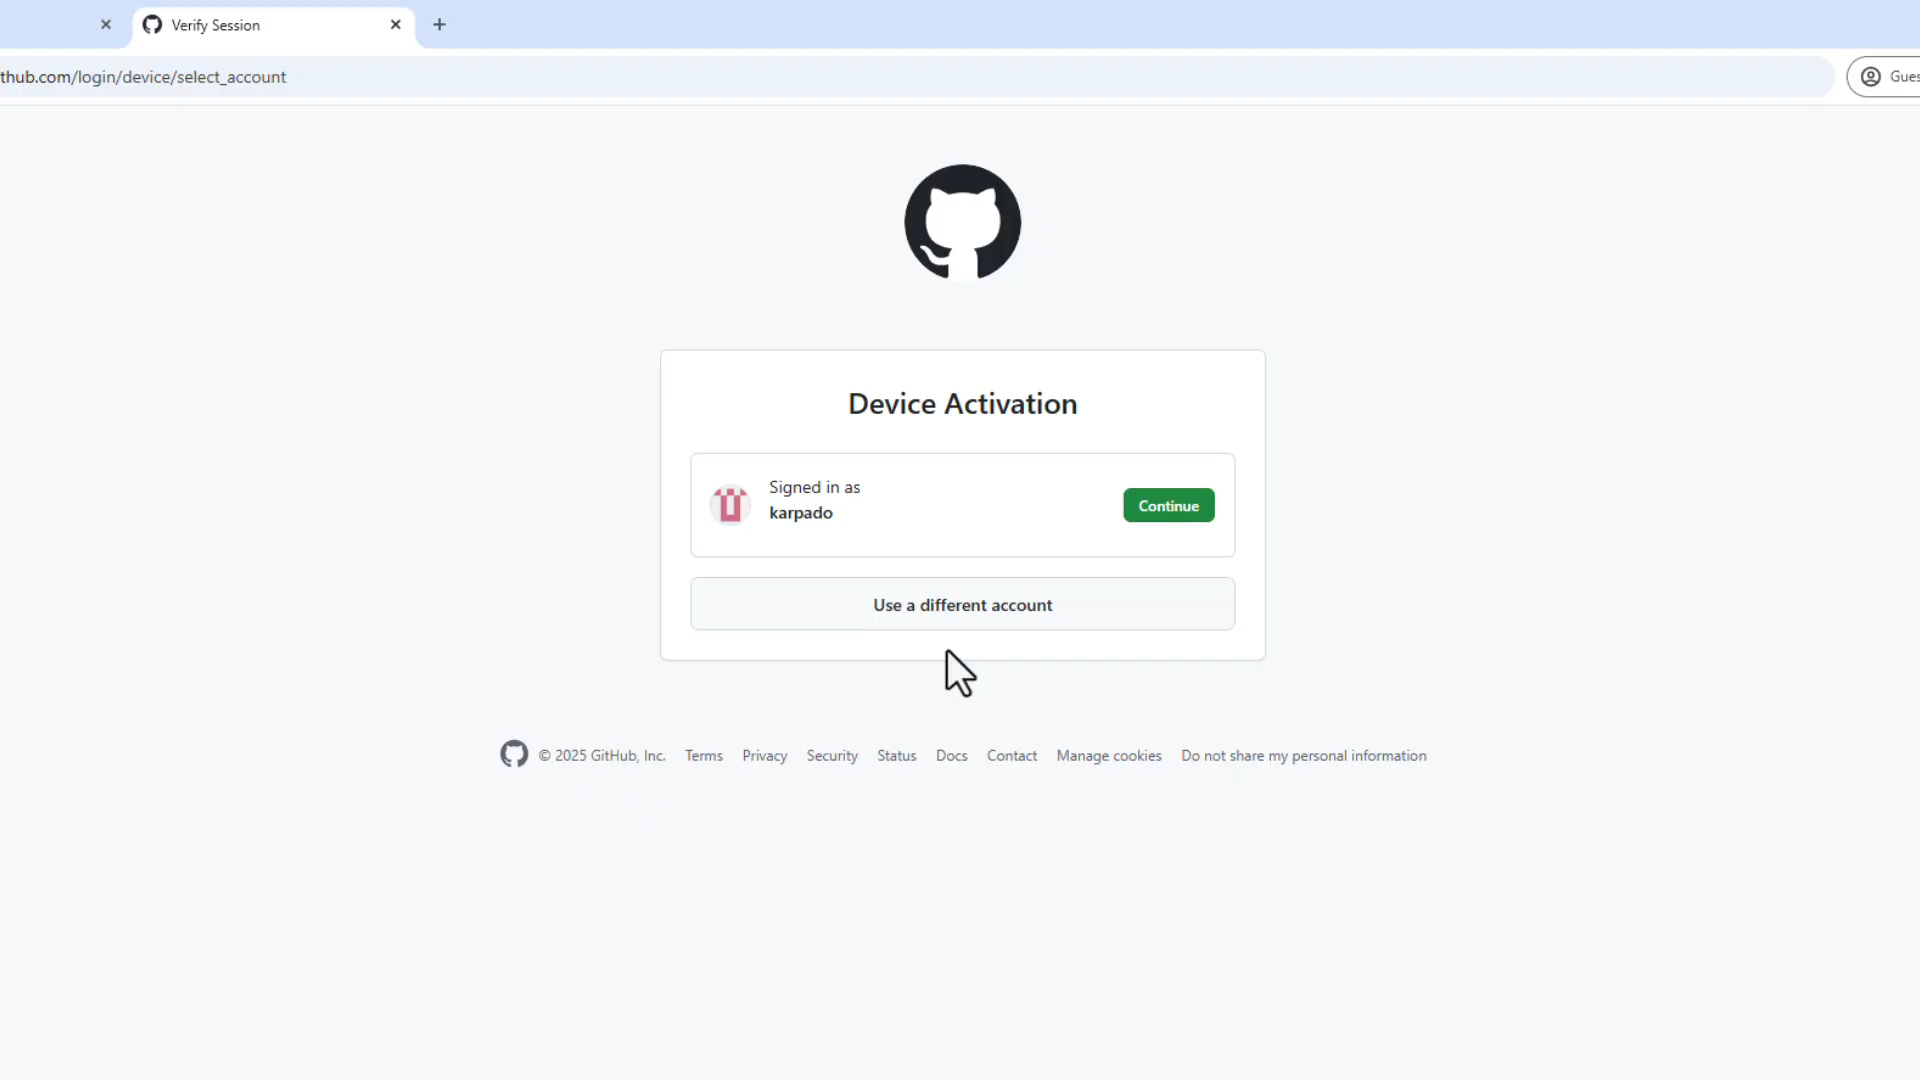 Verify Session
thub.com/login/device/select_account
Gues
Device Activation
Signed in as
karpado
Continue
Use a different account
© 2025 GitHub, Inc. Terms Privacy Security Status Docs Contact Manage cookies Do not share my personal information